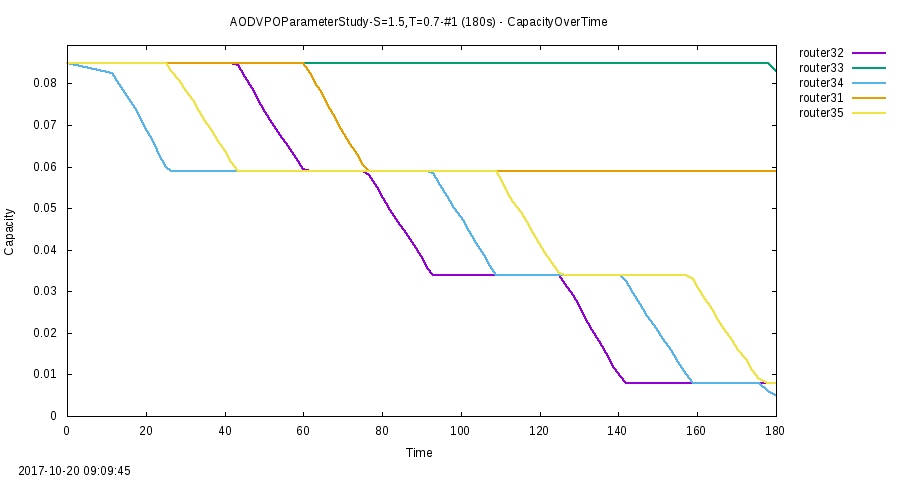 AODVPOParameterStudy-S=1.5,T=0.7-#1 (180s) - CapacityOverTime
router32
router33
router34
router31
router35
Capacity
0.08
0.07
0.06
0.05
0.04
0.03
0.02
0.01
0
0 20 40 60 80 100 120 140 160 180
Time
2017-10-20 09:09:45